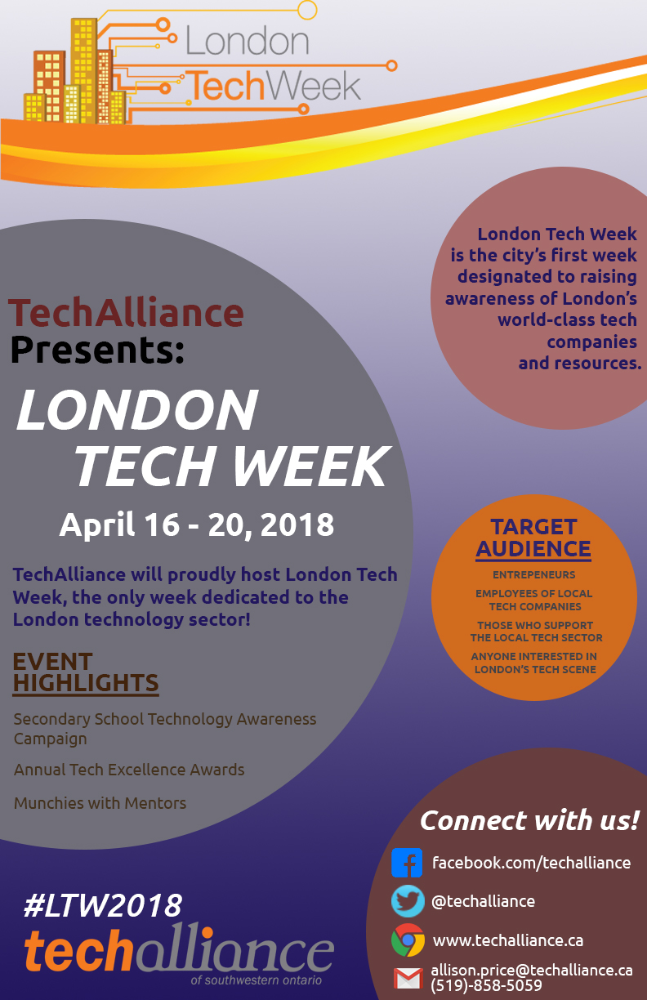 London
TechWeek
London Tech Week
is the city's first week
designated to raising
awareness of London's
world-class tech
companies
and resources.
TechAlliance
Presents:
LONDON
TECH WEEK
April 16 - 20, 2018
TechAlliance will proudly host London Tech
Week, the only week dedicated to the
London technology sector!
EVENT
HIGHLIGHTS
Secondary School Technology Awareness
Campaign
Annual Tech Excellence Awards
Munchies with Mentors
TARGET
AUDIENCE
ENTREPENEURS
EMPLOYEES OF LOCAL
TECH COMPANIES
THOSE WHO SUPPORT
THE LOCAL TECH SECTOR
ANYONE INTERESTED IN
LONDON'S TECH SCENE
Connect with us!
facebook.com/techalliance
@techalliance
www.techalliance.ca
allison.price@techalliance.ca
(519)-858-5059
#LTW2018
techalliance
of southwestern ontario